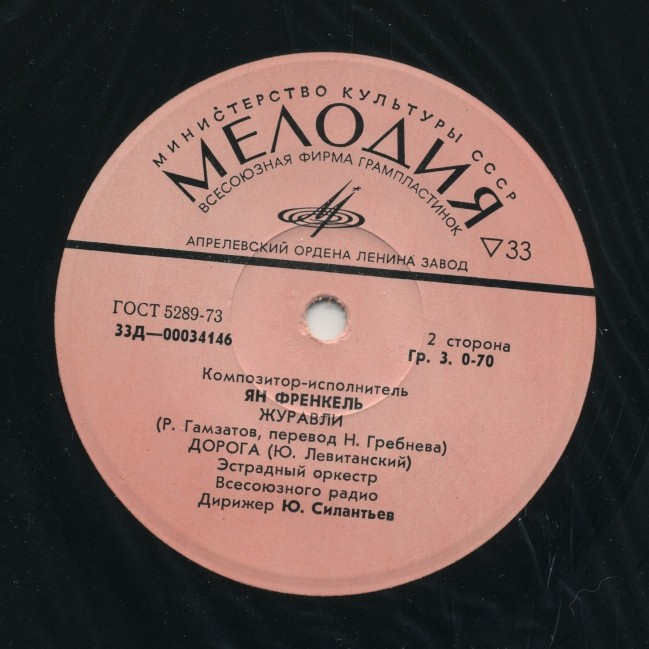 МИНИСТЕРСТВО КУЛЬТУРЫ СССР
МЕЛОДИЯ
ВСЕСОЮЗНАЯ ФИРМА ГРАМПЛАСТИНОК
АПРЕЛЕВСКИЙ ОРДЕНА ЛЕНИНА ЗАВОД
▽33
ГОСТ 5289-73
33Д—00034146
2 сторона
Гр. 3. 0-70
Композитор-исполнитель
ЯН ФРЕНКЕЛЬ
ЖУРАВЛИ
(Р. Гамзатов, перевод Н. Гребнева)
ДОРОГА (Ю. Левитанский)
Эстрадный оркестр
Всесоюзного радио
Дирижер Ю. Силантьев